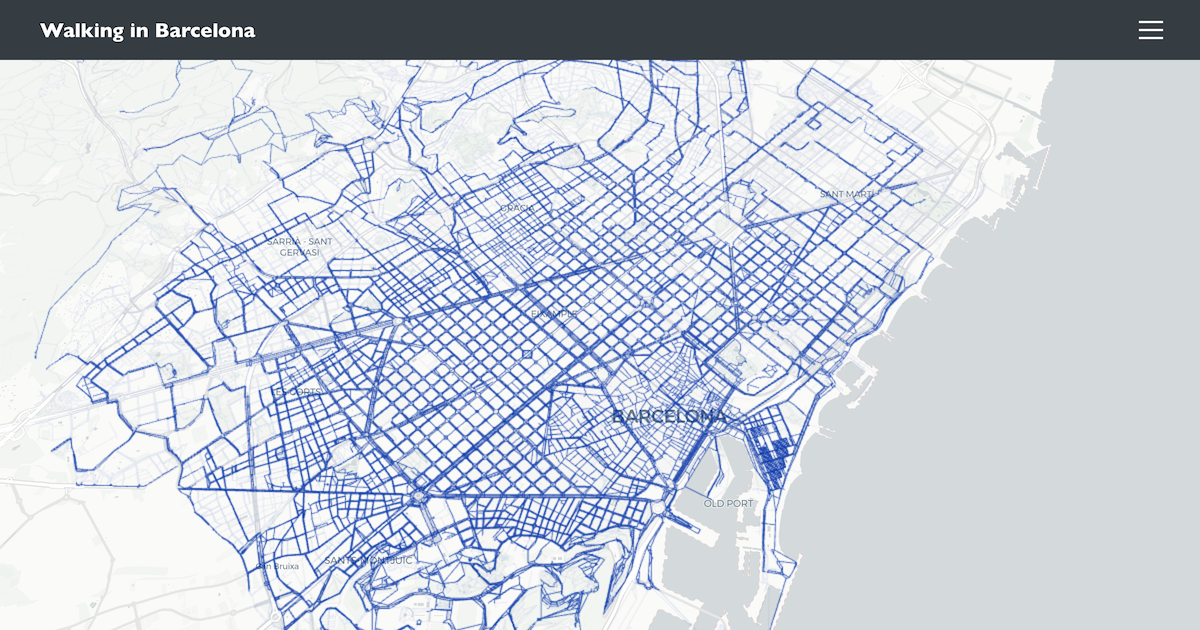 Walking in Barcelona
SANT MARTÍ
GRÀCIA
SARRIÀ - SANT
GERVASI
EIXAMPLE
LES CORTS
BARCELONA
OLD PORT
SANTS-MONTJUÏC
Can Bruixa